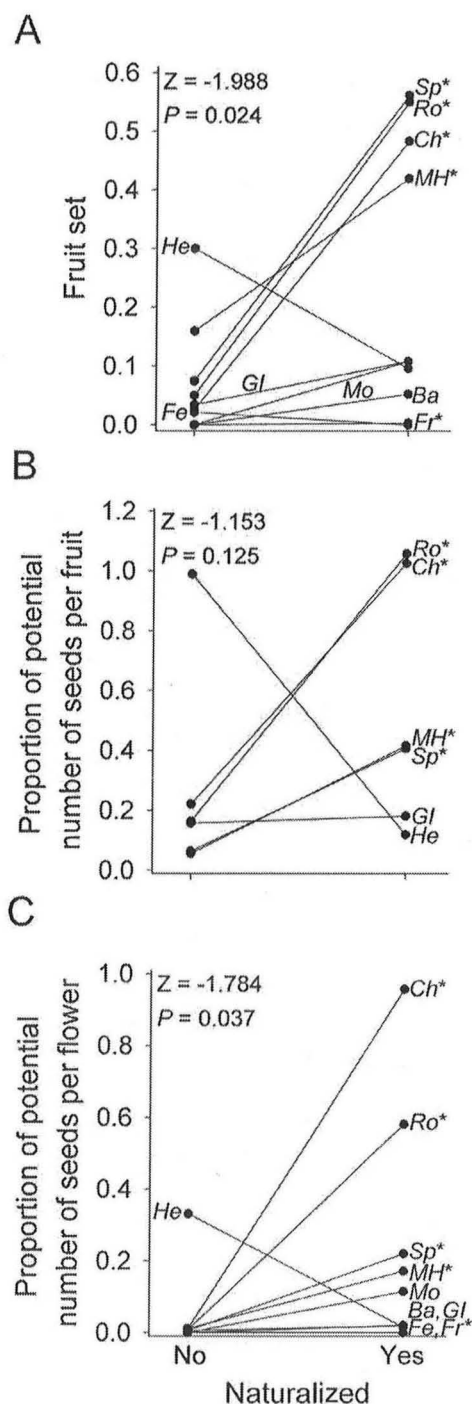 A
0.6
0.5
0.4
0.3
0.2
0.1
0.0
Fruit set
Z = -1.988
P = 0.024
Sp*
Ro*
Ch*
MH*
He
GI
Mo
Ba
Fe
Fr*
B
1.2
1.0
0.8
0.6
0.4
0.2
0.0
Proportion of potential
number of seeds per fruit
Z = -1.153
P = 0.125
Ro*
Ch*
MH*
Sp*
GI
He
C
1.0
0.8
0.6
0.4
0.2
0.0
Proportion of potential
number of seeds per flower
Z = -1.784
P = 0.037
Ch*
Ro*
He
Sp*
MH*
Mo
Ba, GI
Fe, Fr*
No Yes
Naturalized